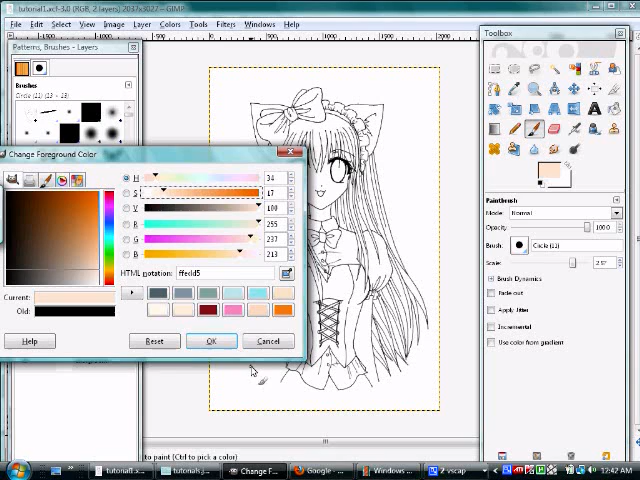 tutorial1.xcf-3.0 (RGB, 2 layers) 2037x3022 - GIMP
File Edit Select View Image Layer Colors Tools Filters Windows Help
Patterns, Brushes - Layers
Brushes
Circle (11) (13 × 13)
Change Foreground Color
H 34
S 17
V 100
R 255
G 237
B 213
HTML notation: ffedd5
Current:
Old:
Help Reset OK Cancel
to paint (Ctrl to pick a color)
Toolbox
Paintbrush
Mode: Normal
Opacity: 100.0
Brush: Circle (11)
Scale:
Brush Dynamics
Fade out
Apply Jitter
Incremental
Use color from gradient
tutorial1.x... tutorials.j... Change F... Google - ... Windows ... 2 vscap
12:42 AM